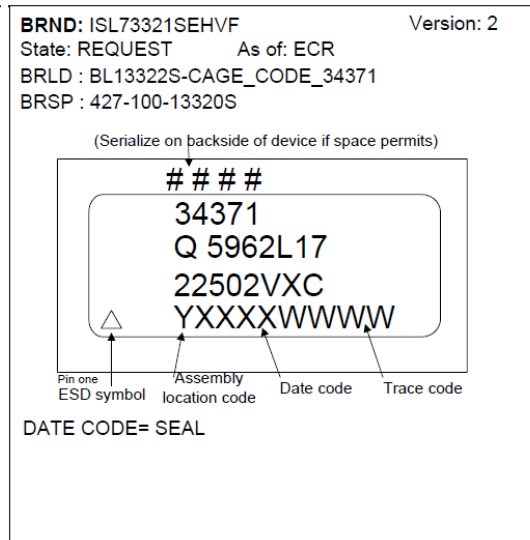 BRND: ISL73321SEHVF Version: 2
State: REQUEST As of: ECR
BRLD : BL13322S-CAGE_CODE_34371
BRSP : 427-100-13320S
(Serialize on backside of device if space permits)
# # # #
34371
Q 5962L17
22502VXC
YXXXXWWWW
Pin one
ESD symbol
Assembly
location code
Date code
Trace code
DATE CODE= SEAL